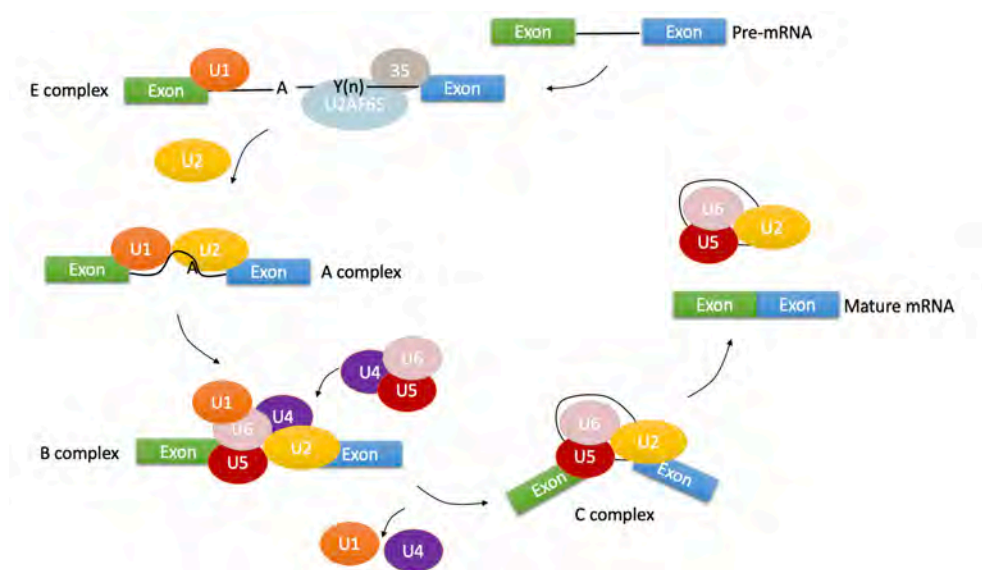 Exon
Exon
Pre-mRNA
E complex
Exon
U1
A
Y(n)
35
U2AF65
Exon
U2
Exon
U1
U2
A
Exon
A complex
U4
U6
U5
B complex
Exon
U1
U6
U4
U5
U2
Exon
U1
U4
Exon
U6
U5
U2
Exon
C complex
U6
U5
U2
Exon
Exon
Mature mRNA